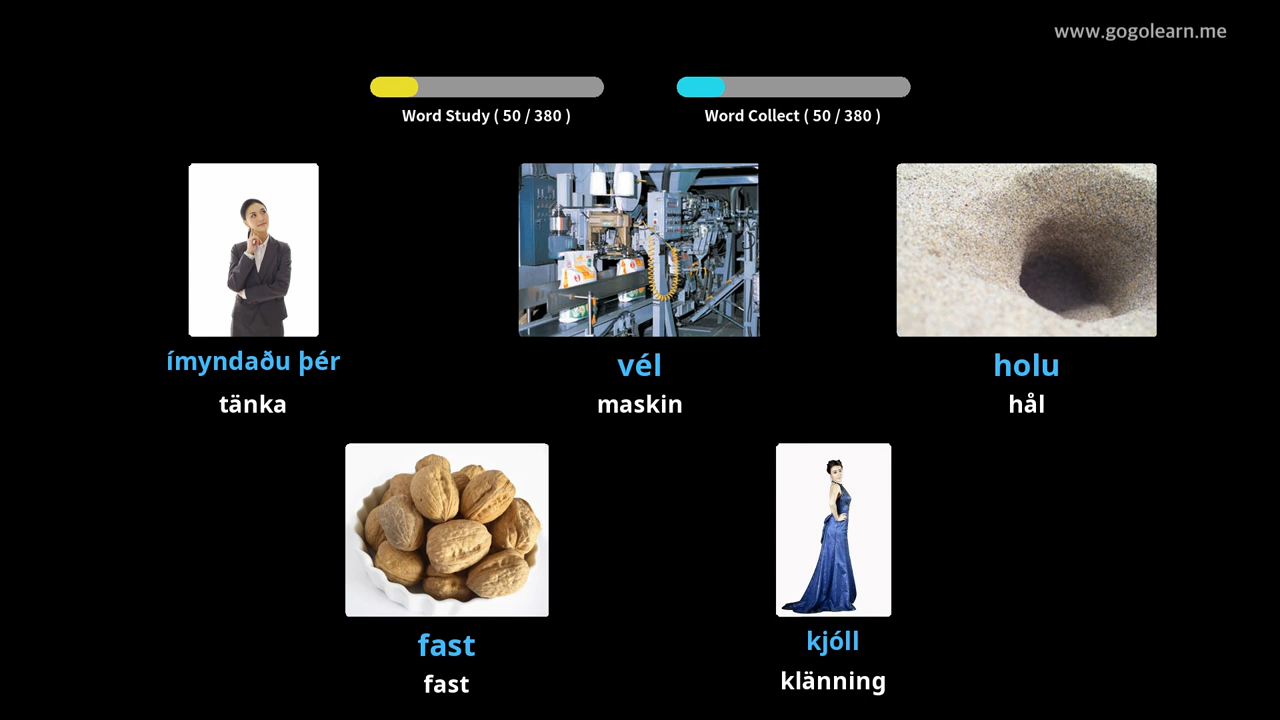 www.gogolearn.me
Word Study ( 50 / 380 )
Word Collect ( 50 / 380 )
ímyndaðu þér
tänka
vél
maskin
holu
hål
fast
fast
kjóll
klänning